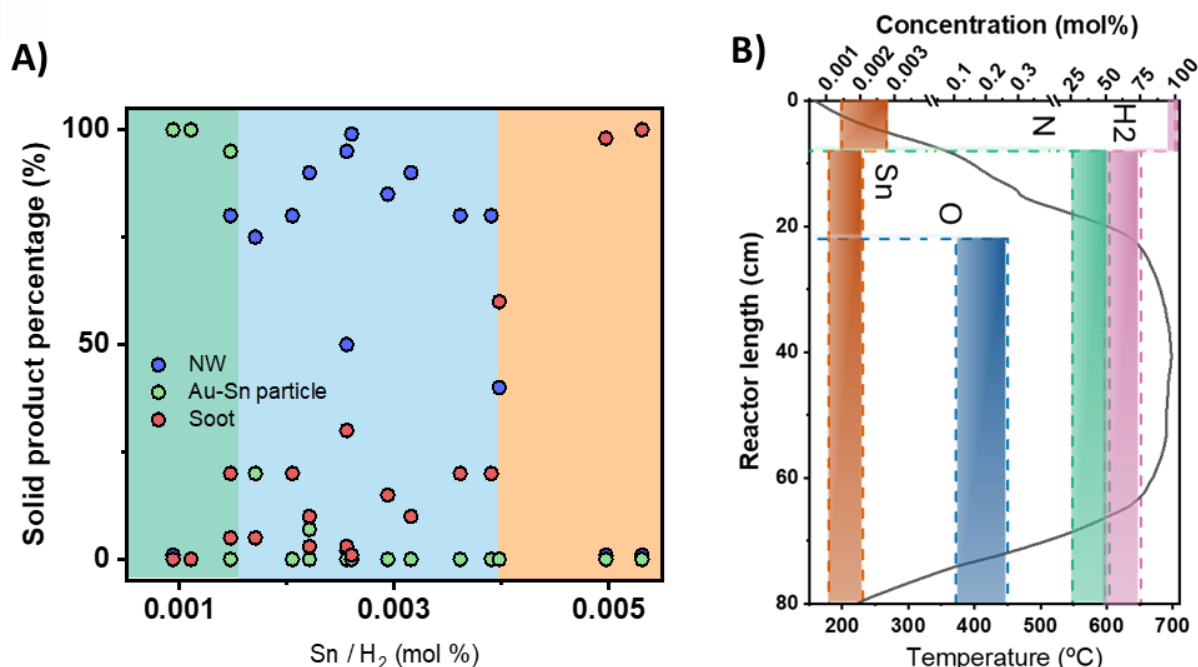 A)
Solid product percentage (%)
100
50
0
NW
Au-Sn particle
Soot
0.001
0.003
0.005
Sn / H2 (mol %)
B)
Concentration (mol%)
0.001
0.002
0.003
0.1
0.2
0.3
25
50
75
100
Reactor length (cm)
0
20
40
60
80
Sn
O
N
H2
200
300
400
500
600
700
Temperature (ºC)